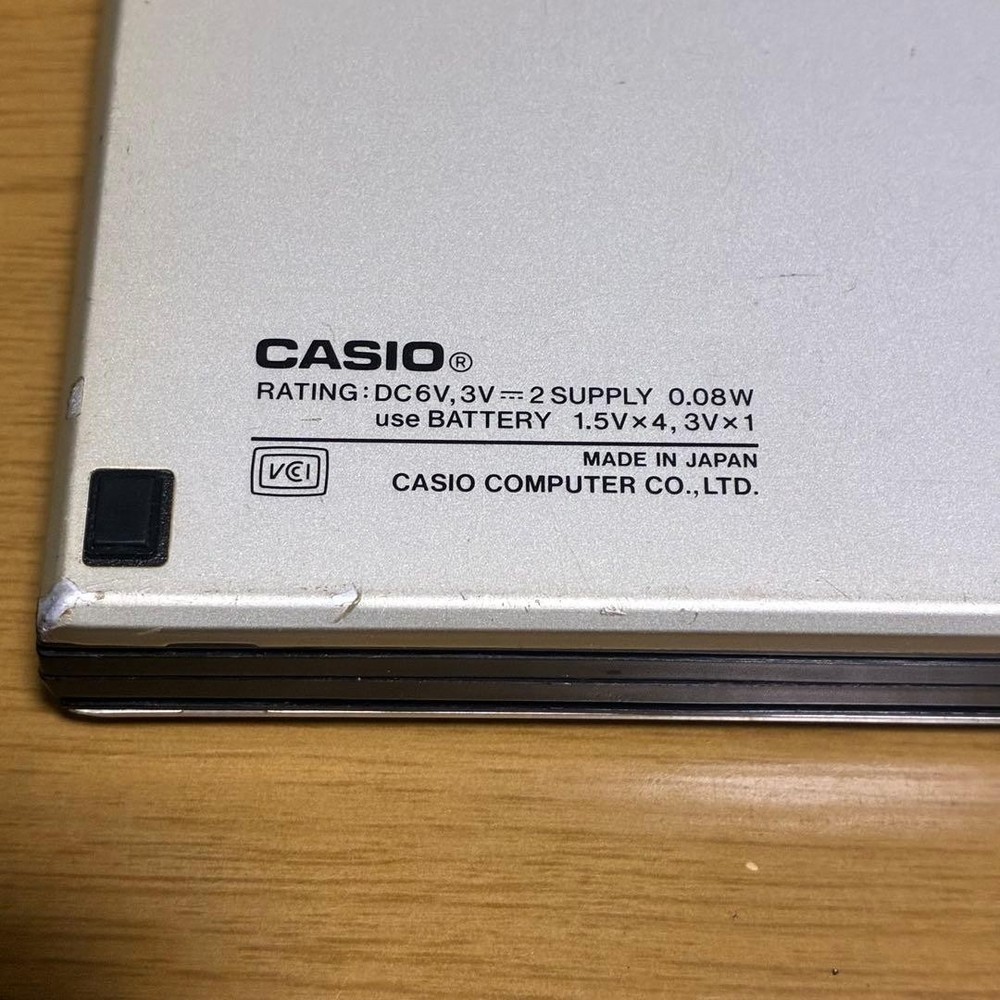 CASIO®
RATING:DC6V,3V⎓2 SUPPLY 0.08W
use BATTERY 1.5V×4, 3V×1
MADE IN JAPAN
VCCI
CASIO COMPUTER CO.,LTD.